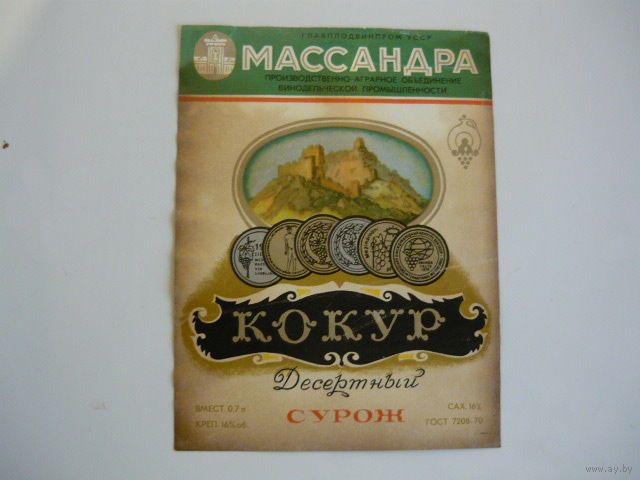 ГЛАВПЛОДВИНПРОМ УССР
МАССАНДРА
ПРОИЗВОДСТВЕННО-АГРАРНОЕ ОБЪЕДИНЕНИЕ
ВИНОДЕЛЬЧЕСКОЙ ПРОМЫШЛЕННОСТИ
КОКУР
Десертный
СУРОЖ
ВМЕСТ. 0,7 л
КРЕП. 16% об.
САХ. 16%
ГОСТ 7208-70
www.ay.by